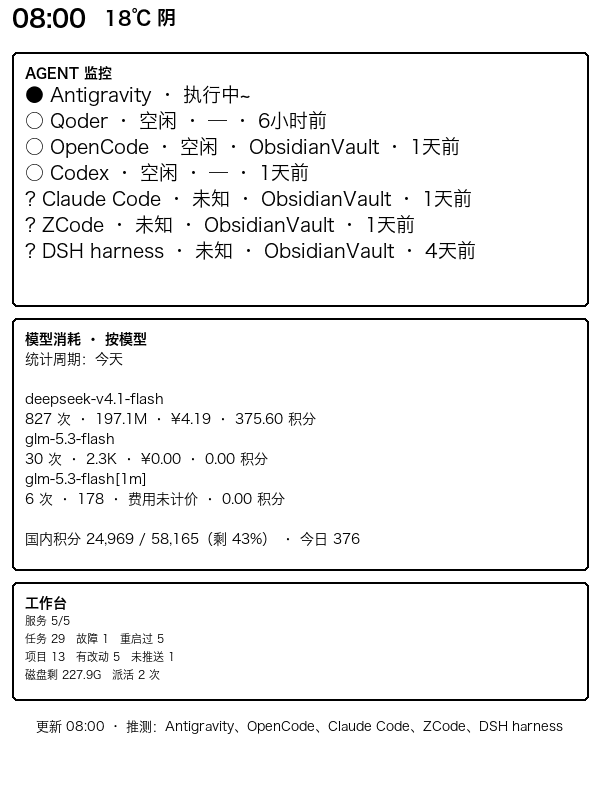 08:00 18℃ 阴
AGENT 监控
● Antigravity · 执行中~
○ Qoder · 空闲 · — · 6小时前
○ OpenCode · 空闲 · ObsidianVault · 1天前
○ Codex · 空闲 · — · 1天前
? Claude Code · 未知 · ObsidianVault · 1天前
? ZCode · 未知 · ObsidianVault · 1天前
? DSH harness · 未知 · ObsidianVault · 4天前
模型消耗 · 按模型
统计周期：今天
deepseek-v4.1-flash
827 次 · 197.1M · ¥4.19 · 375.60 积分
glm-5.3-flash
30 次 · 2.3K · ¥0.00 · 0.00 积分
glm-5.3-flash[1m]
6 次 · 178 · 费用未计价 · 0.00 积分
国内积分 24,969 / 58,165（剩 43%） · 今日 376
工作台
服务 5/5
任务 29 故障 1 重启过 5
项目 13 有改动 5 未推送 1
磁盘剩 227.9G 派活 2 次
更新 08:00 · 推测：Antigravity、OpenCode、Claude Code、ZCode、DSH harness